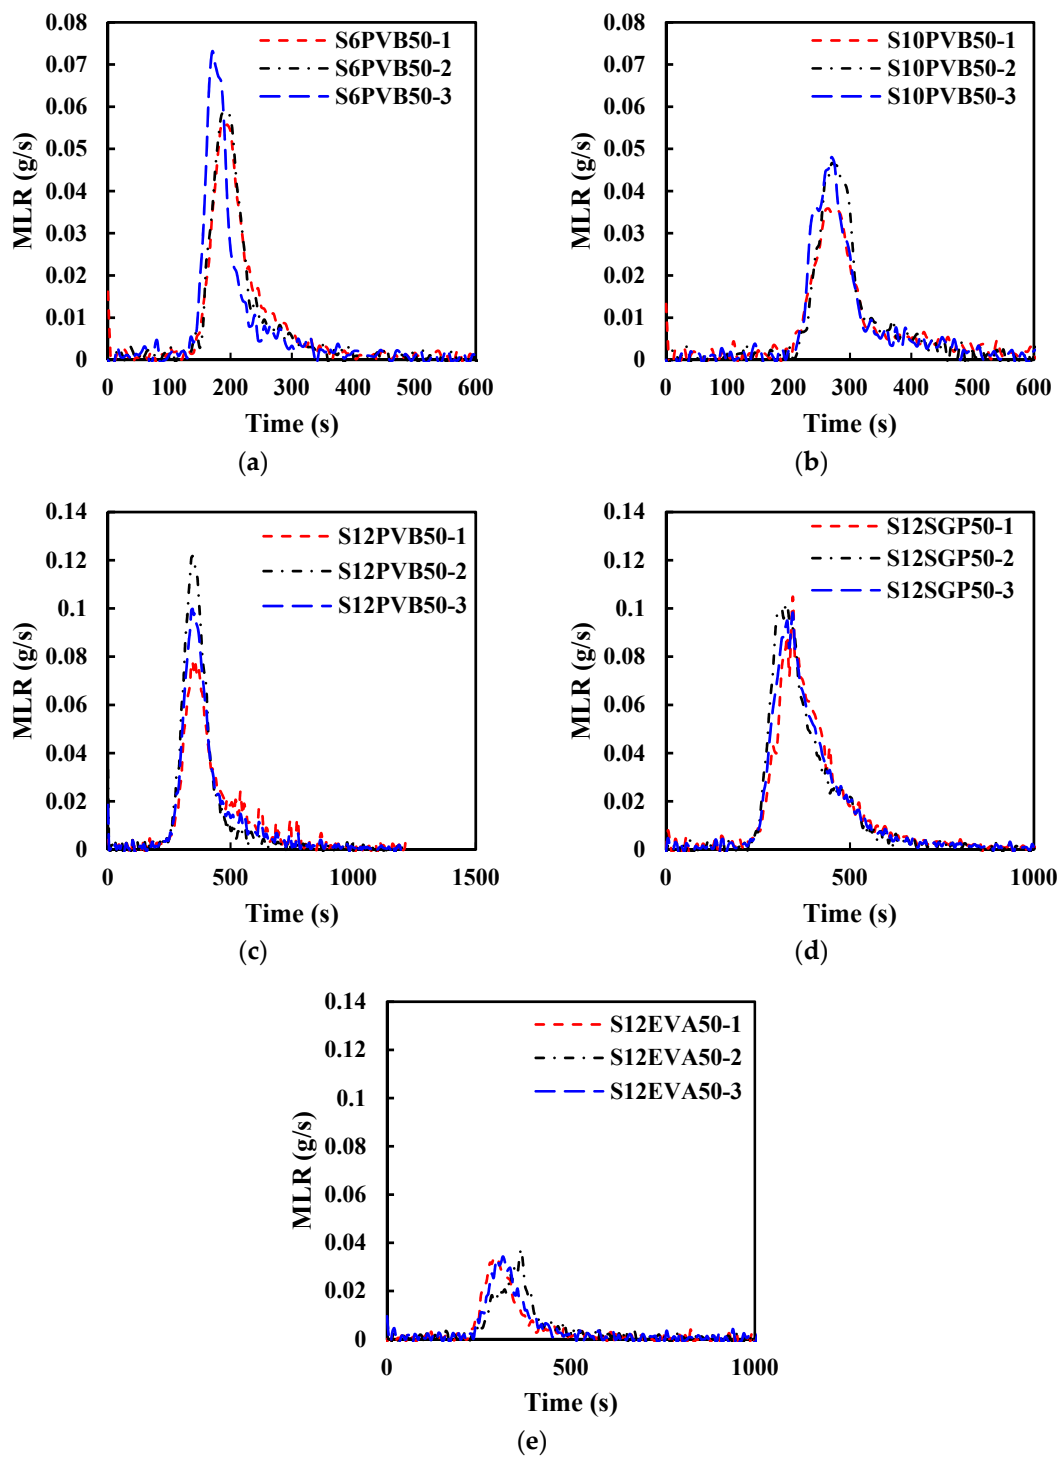 0.08
0.07
0.06
0.05
0.04
0.03
0.02
0.01
0
MLR (g/s)
S6PVB50-1
S6PVB50-2
S6PVB50-3
0 100 200 300 400 500 600
Time (s)
(a)
0.08
0.07
0.06
0.05
0.04
0.03
0.02
0.01
0
MLR (g/s)
S10PVB50-1
S10PVB50-2
S10PVB50-3
0 100 200 300 400 500 600
Time (s)
(b)
0.14
0.12
0.1
0.08
0.06
0.04
0.02
0
MLR (g/s)
S12PVB50-1
S12PVB50-2
S12PVB50-3
0 500 1000 1500
Time (s)
(c)
0.14
0.12
0.1
0.08
0.06
0.04
0.02
0
MLR (g/s)
S12SGP50-1
S12SGP50-2
S12SGP50-3
0 500 1000
Time (s)
(d)
0.14
0.12
0.1
0.08
0.06
0.04
0.02
0
MLR (g/s)
S12EVA50-1
S12EVA50-2
S12EVA50-3
0 500 1000
Time (s)
(e)